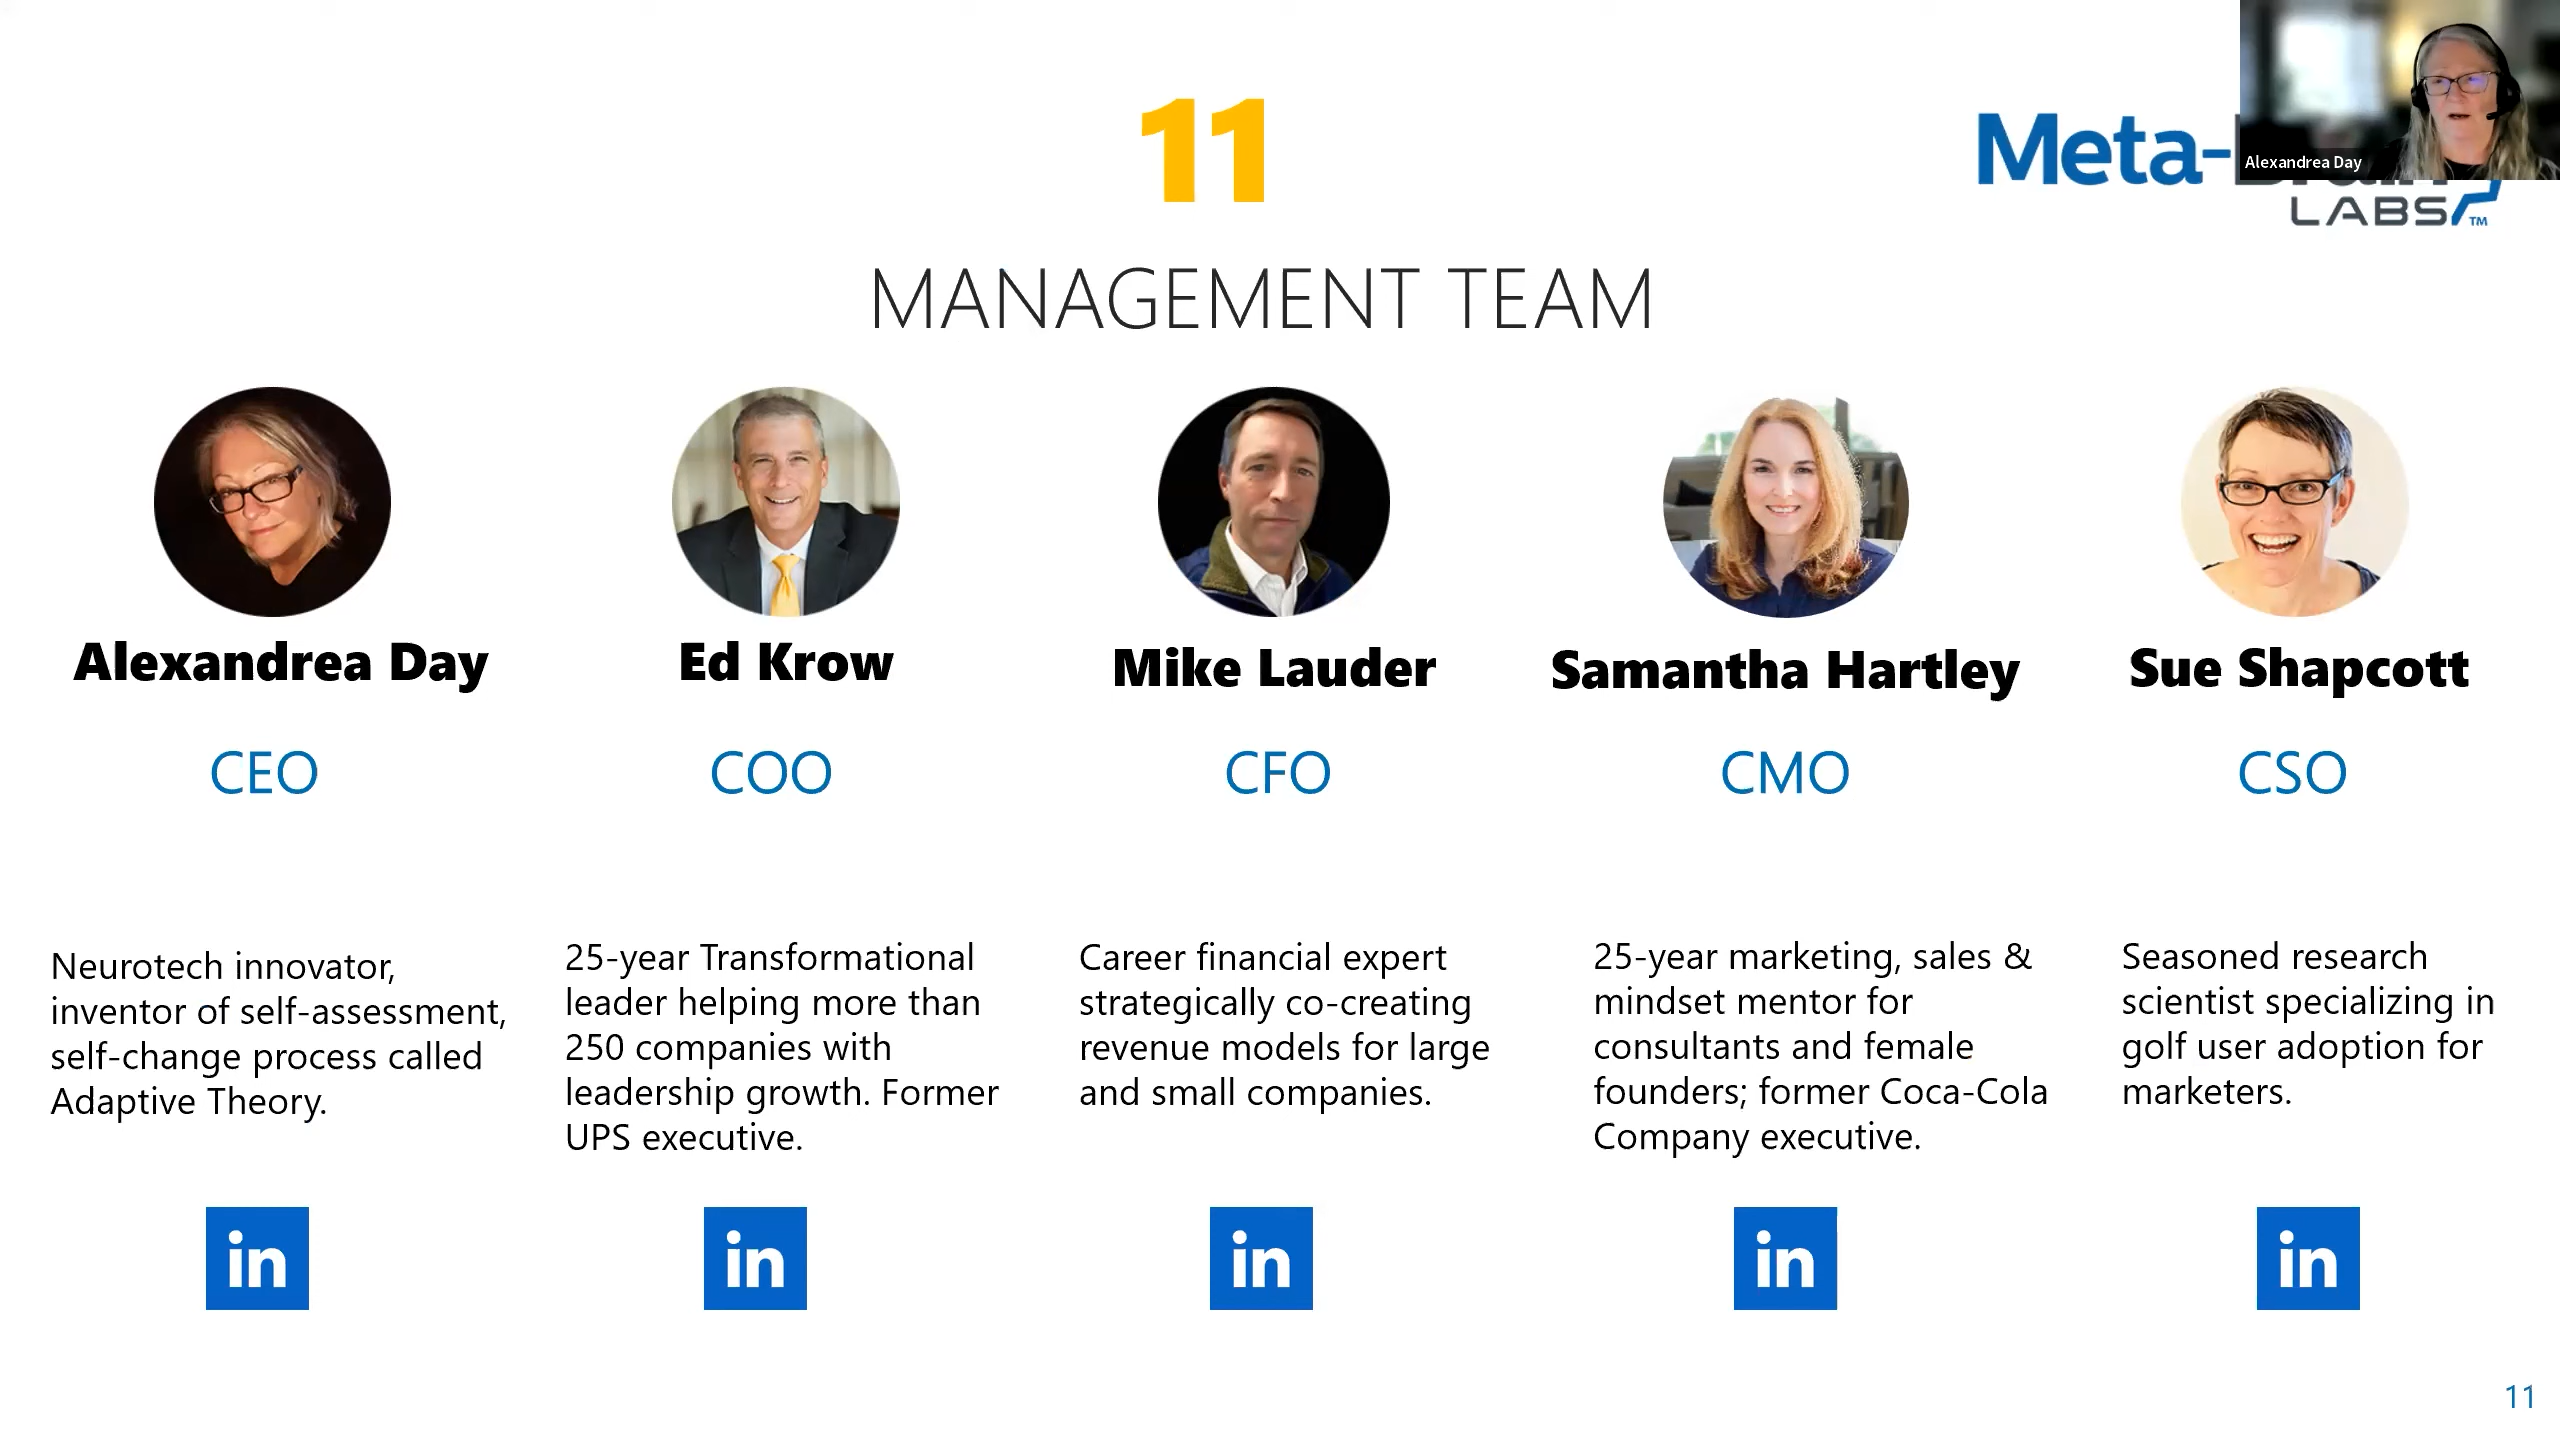 11
Meta-
Alexandrea Day
LABS
TM
MANAGEMENT TEAM
Alexandrea Day
CEO
Neurotech innovator,
inventor of self-assessment,
self-change process called
Adaptive Theory.
in
Ed Krow
COO
25-year Transformational
leader helping more than
250 companies with
leadership growth. Former
UPS executive.
in
Mike Lauder
CFO
Career financial expert
strategically co-creating
revenue models for large
and small companies.
in
Samantha Hartley
CMO
25-year marketing, sales &
mindset mentor for
consultants and female
founders; former Coca-Cola
Company executive.
in
Sue Shapcott
CSO
Seasoned research
scientist specializing in
golf user adoption for
marketers.
in
11